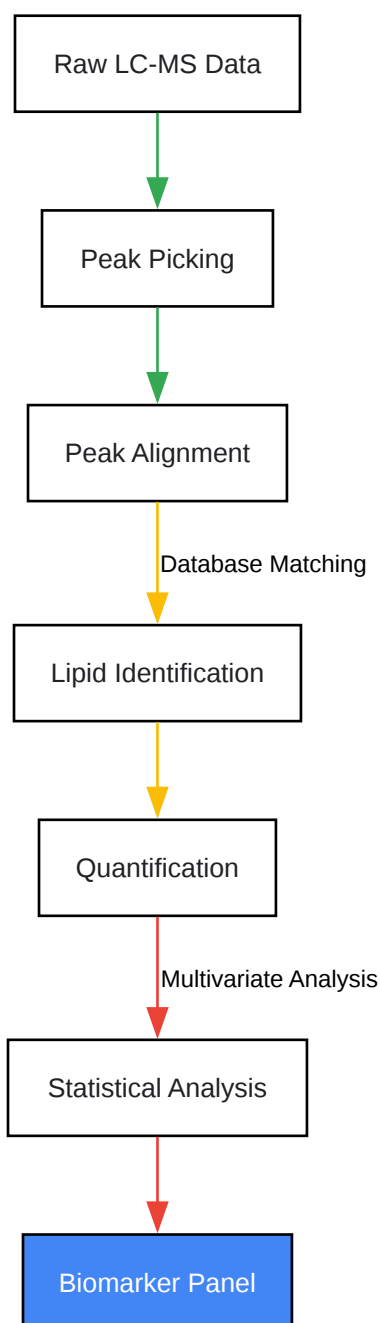 Raw LC-MS Data
Peak Picking
Peak Alignment
Database Matching
Lipid Identification
Quantification
Multivariate Analysis
Statistical Analysis
Biomarker Panel